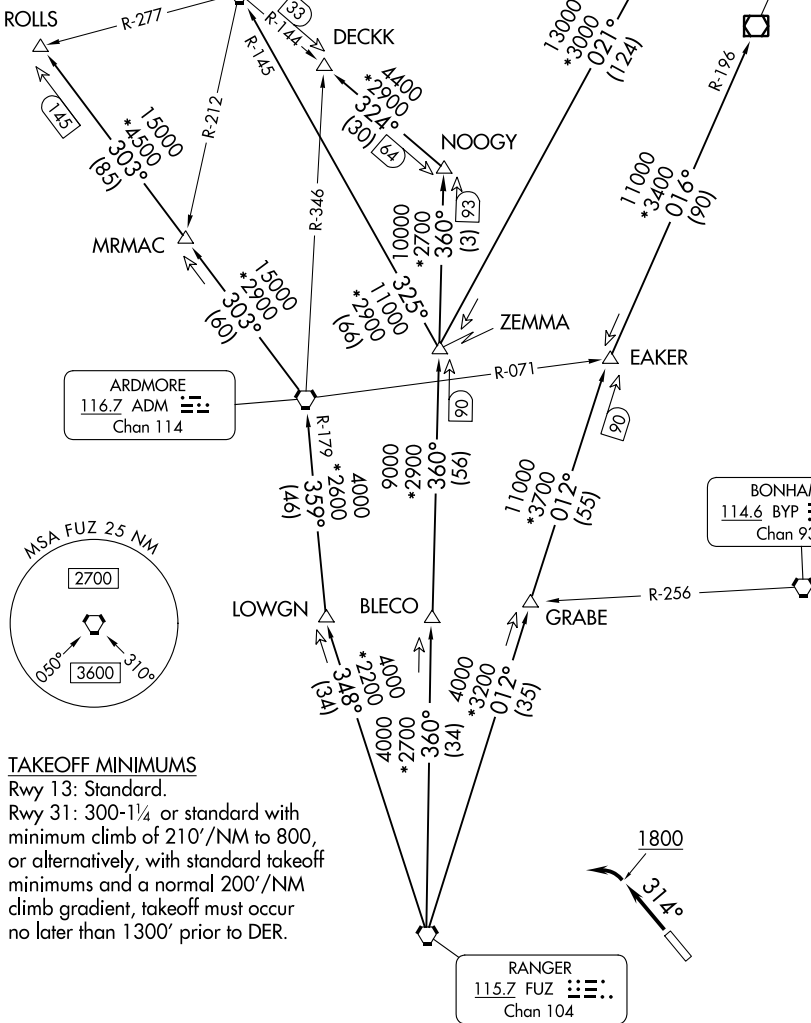 ROLLS
R-277
33
R-144
DECKK
R-145
13000
*3000
021°
(124)
R-196
145
15000
*4500
303°
(85)
R-212
4400
*2900
324°
(30)
64
NOOGY
93
R-346
10000
*2700
360°
(3)
11000
*3400
016°
(90)
MRMAC
15000
*2900
303°
(60)
325°
11000
*2900
(66)
ZEMMA
EAKER
R-071
90
90
ARDMORE
116.7 ADM
Chan 114
R-179
4000
*2600
359°
(46)
9000
*2900
360°
(56)
11000
*3700
012°
(55)
114.6 BYP
MSA FUZ 25 NM
2700
050°
310°
3600
LOWGN
BLECO
GRABE
R-256
4000
*2200
348°
(34)
4000
*2700
360°
(34)
4000
*3200
012°
(35)
TAKEOFF MINIMUMS
Rwy 13: Standard.
Rwy 31: 300-1¼ or standard with
minimum climb of 210'/NM to 800,
or alternatively, with standard takeoff
minimums and a normal 200'/NM
climb gradient, takeoff must occur
no later than 1300' prior to DER.
1800
314°
RANGER
115.7 FUZ
Chan 104